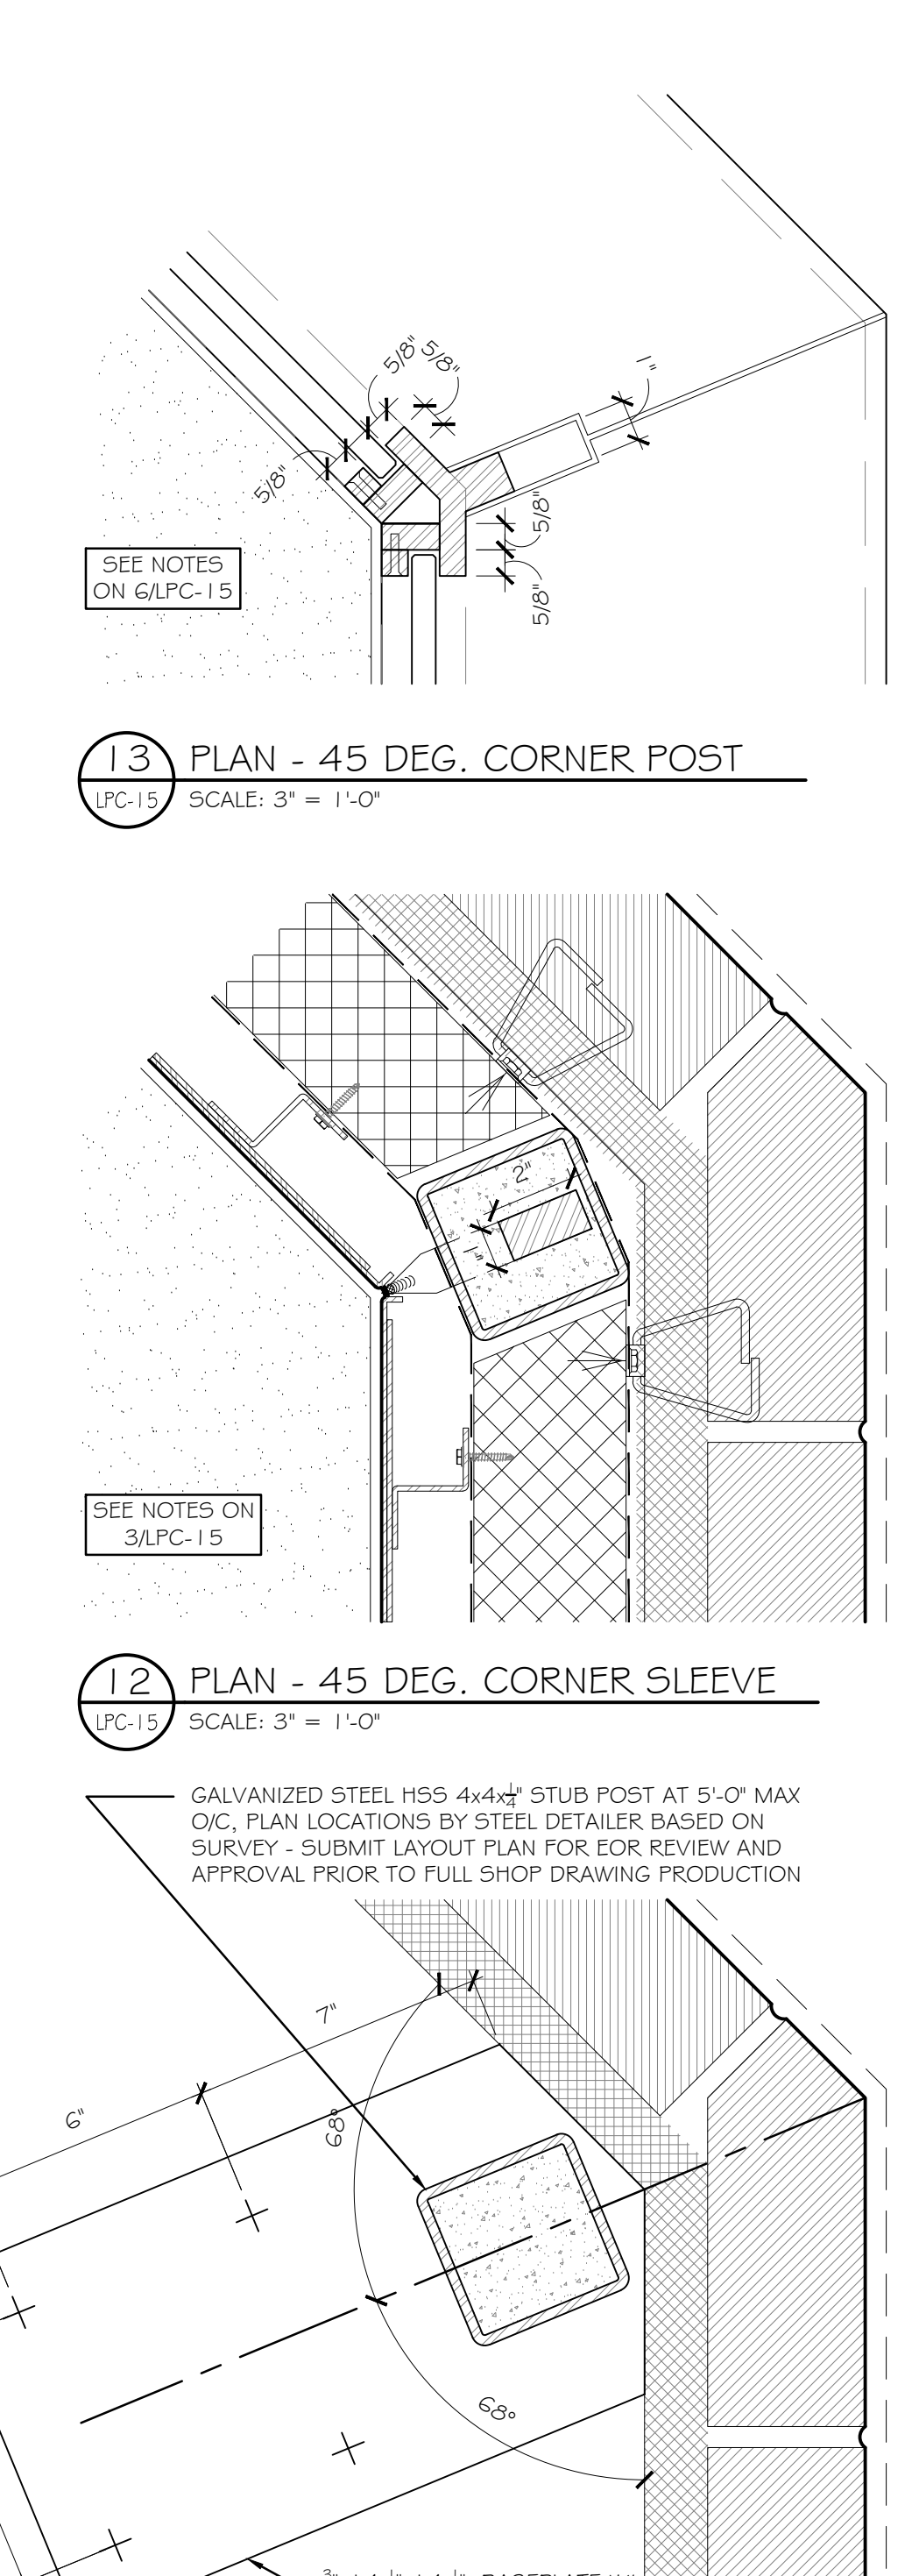 5/8"
5/8"
1"
5/8"
5/8"
5/8"
SEE NOTES
ON 6/LPC-15
13
LPC-15
PLAN - 45 DEG. CORNER POST
SCALE: 3" = 1'-0"
2"
1"
SEE NOTES ON
3/LPC-15
12
LPC-15
PLAN - 45 DEG. CORNER SLEEVE
SCALE: 3" = 1'-0"
GALVANIZED STEEL HSS 4x4x1/4" STUB POST AT 5'-0" MAX
O/C, PLAN LOCATIONS BY STEEL DETAILER BASED ON
SURVEY - SUBMIT LAYOUT PLAN FOR EOR REVIEW AND
APPROVAL PRIOR TO FULL SHOP DRAWING PRODUCTION
7"
6"
68°
68°